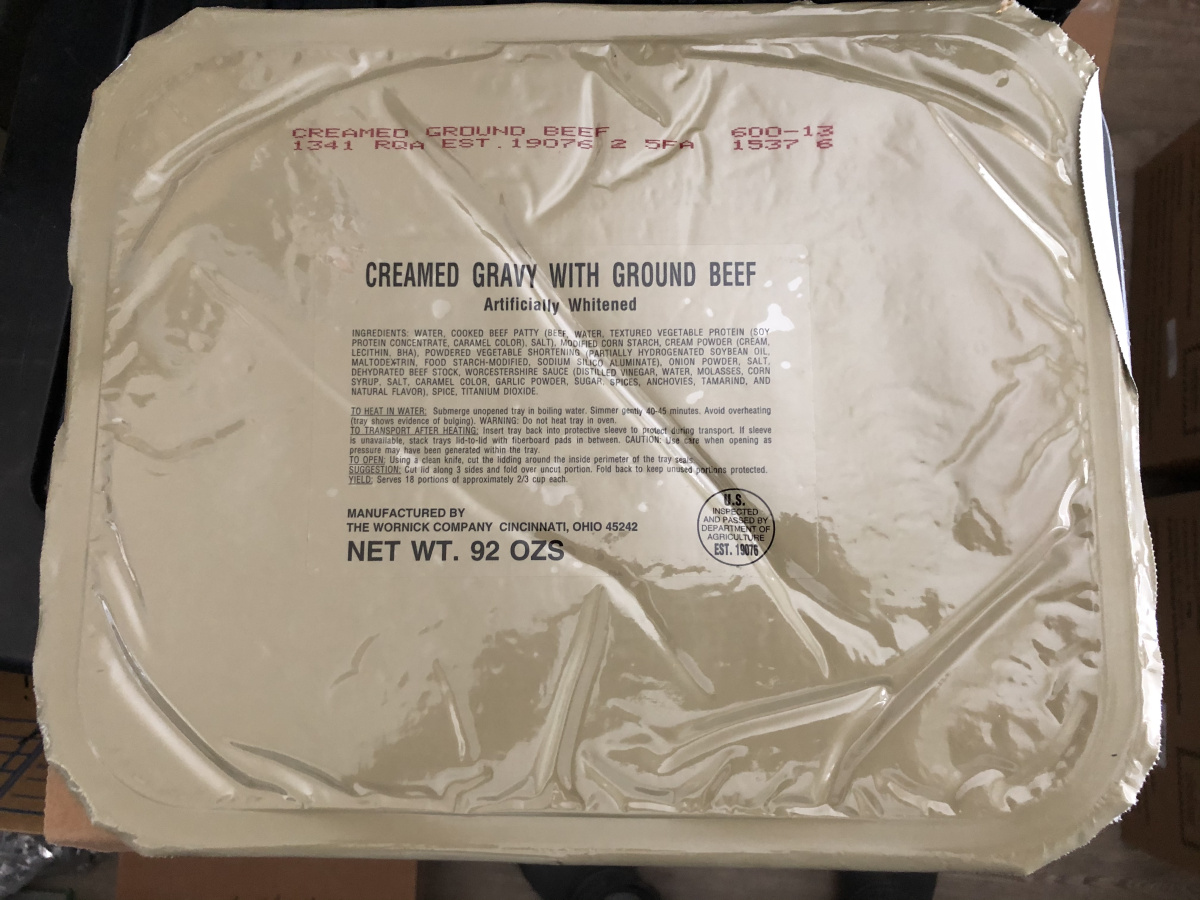 CREAMED GROUND BEEF 600-13
1341 RQA EST.19076 2 5FA 1537 6
CREAMED GRAVY WITH GROUND BEEF
Artificially Whitened
INGREDIENTS: WATER, COOKED BEEF PATTY (BEEF, WATER, TEXTURED VEGETABLE PROTEIN (SOY
PROTEIN CONCENTRATE, CARAMEL COLOR), SALT), MODIFIED CORN STARCH, CREAM POWDER (CREAM,
LECITHIN, BHA), POWDERED VEGETABLE SHORTENING (PARTIALLY HYDROGENATED SOYBEAN OIL,
MALTODEXTRIN, FOOD STARCH-MODIFIED, SODIUM SILICO ALUMINATE), ONION POWDER, SALT,
DEHYDRATED BEEF STOCK, WORCESTERSHIRE SAUCE (DISTILLED VINEGAR, WATER, MOLASSES, CORN
SYRUP, SALT, CARAMEL COLOR, GARLIC POWDER, SUGAR, SPICES, ANCHOVIES, TAMARIND, AND
NATURAL FLAVOR), SPICE, TITANIUM DIOXIDE.
TO HEAT IN WATER: Submerge unopened tray in boiling water. Simmer gently 40-45 minutes. Avoid overheating
(tray shows evidence of bulging). WARNING: Do not heat tray in oven.
TO TRANSPORT AFTER HEATING: Insert tray back into protective sleeve to protect during transport. If sleeve
is unavailable, stack trays lid-to-lid with fiberboard pads in between. CAUTION: Use care when opening as
pressure may have been generated within the tray.
TO OPEN: Using a clean knife, cut the lidding around the inside perimeter of the tray seals.
SUGGESTION: Cut lid along 3 sides and fold over uncut portion. Fold back to keep unused portions protected.
YIELD: Serves 18 portions of approximately 2/3 cup each.
MANUFACTURED BY
THE WORNICK COMPANY CINCINNATI, OHIO 45242
NET WT. 92 OZS
U.S.
INSPECTED
AND PASSED BY
DEPARTMENT OF
AGRICULTURE
EST. 19076